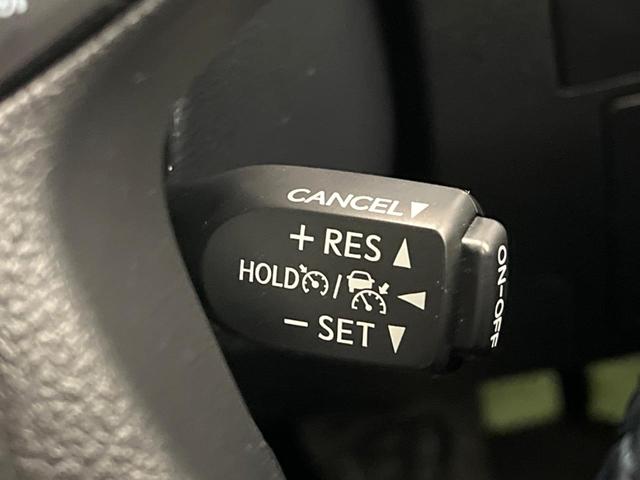 CANCEL▼
+ RES ▲
HOLD /
− SET ▼
ON-OFF